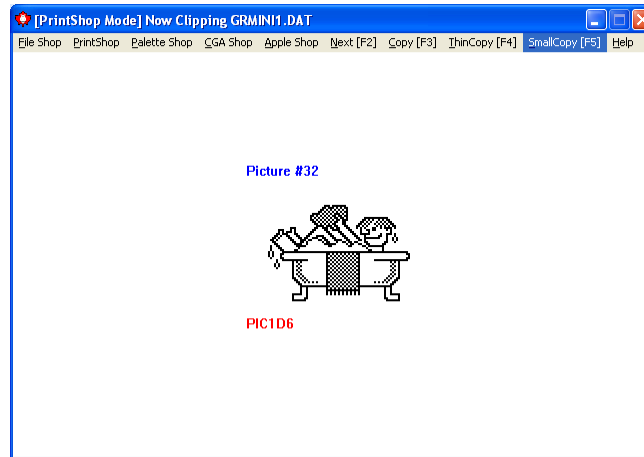 [PrintShop Mode] Now Clipping GRMINI1.DAT
File Shop PrintShop Palette Shop CGA Shop Apple Shop Next [F2] Copy [F3] ThinCopy [F4] SmallCopy [F5] Help
Picture #32
PIC1D6